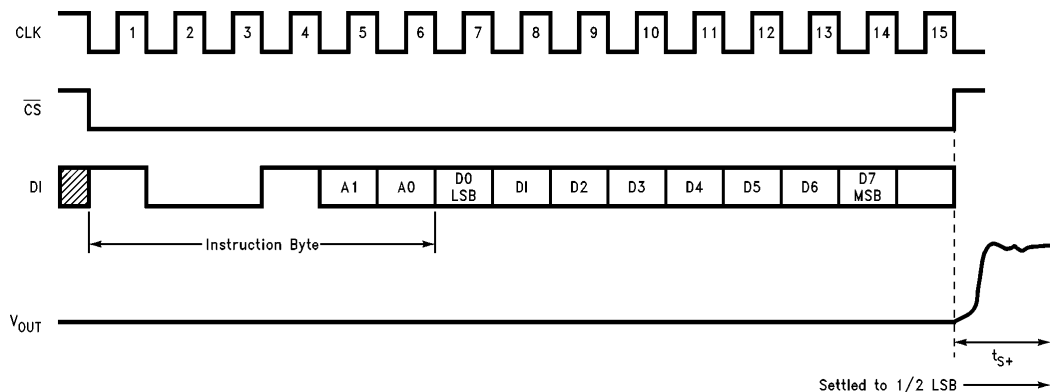 CLK 1 2 3 4 5 6 7 8 9 10 11 12 13 14 15
CS
DI A1 A0 D0 LSB DI D2 D3 D4 D5 D6 D7 MSB
Instruction Byte
VOUT
tS+
Settled to 1/2 LSB